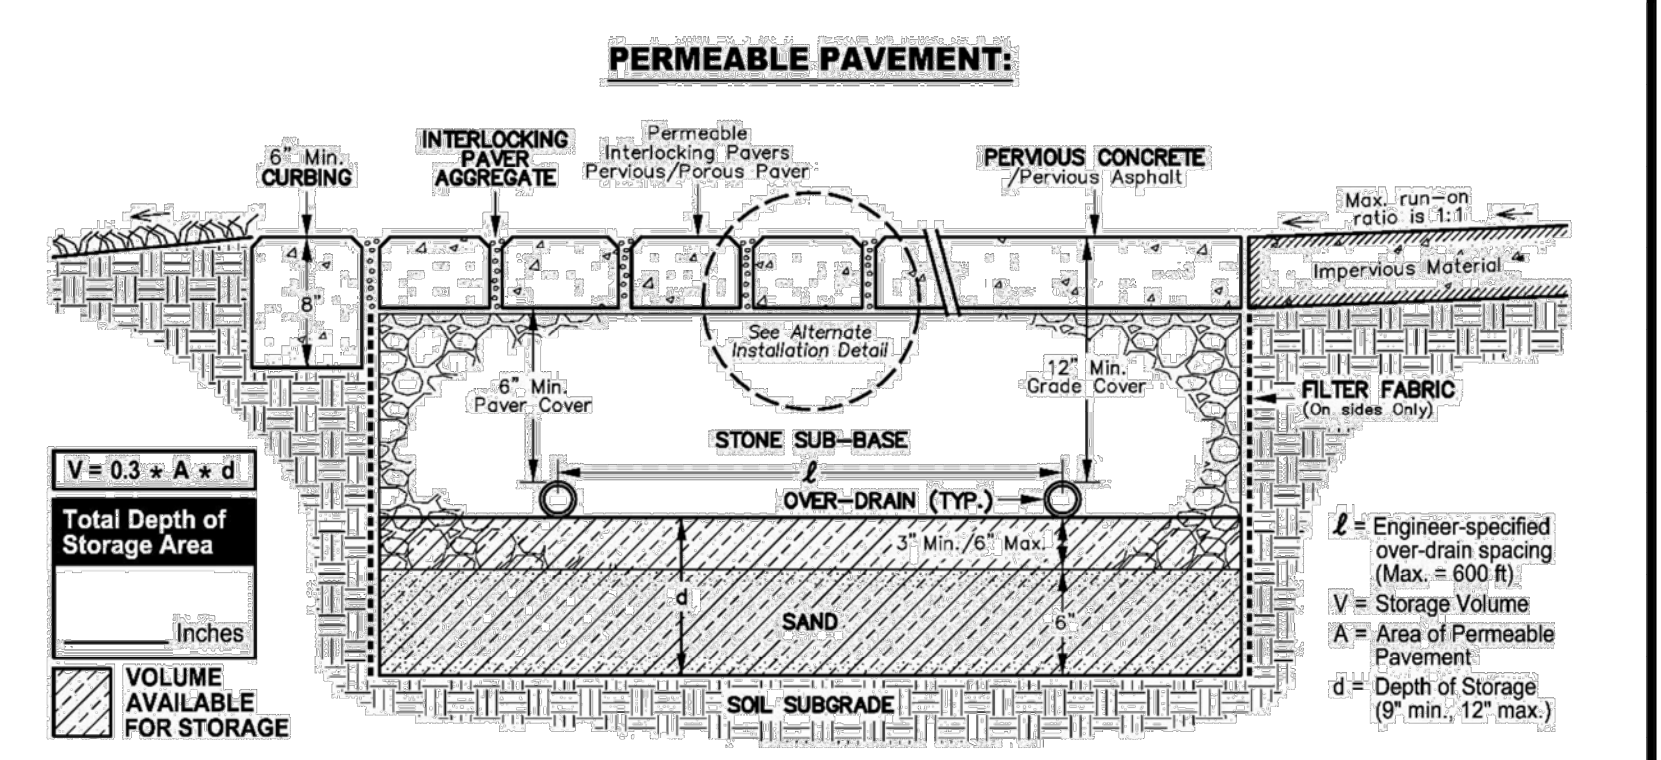 PERMEABLE PAVEMENT:
6" Min.
CURBING
INTERLOCKING
PAVER
AGGREGATE
Permeable
Interlocking Pavers
Pervious/Porous Paver
PERVIOUS CONCRETE
/Pervious Asphalt
Max. run-on
ratio is 1:1
Impervious Material
8"
See Alternate
Installation Detail
6" Min.
Paver Cover
12" Min.
Grade Cover
FILTER FABRIC
(On sides Only)
STONE SUB-BASE
ℓ
OVER-DRAIN (TYP.)
3" Min./6" Max.
d
SAND
6"
SOIL SUBGRADE
V = 0.3 * A * d
Total Depth of
Storage Area
Inches
VOLUME
AVAILABLE
FOR STORAGE
ℓ = Engineer-specified
over-drain spacing
(Max. = 600 ft)
V = Storage Volume
A = Area of Permeable
Pavement
d = Depth of Storage
(9" min., 12" max.)